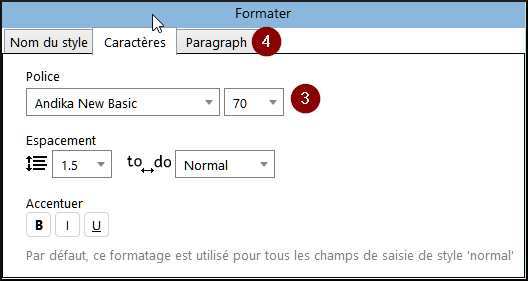 Formater
Nom du style Caractères Paragraph 4
Police
Andika New Basic 70 3
Espacement
1.5 to do Normal
Accentuer
B I U
Par défaut, ce formatage est utilisé pour tous les champs de saisie de style 'normal'